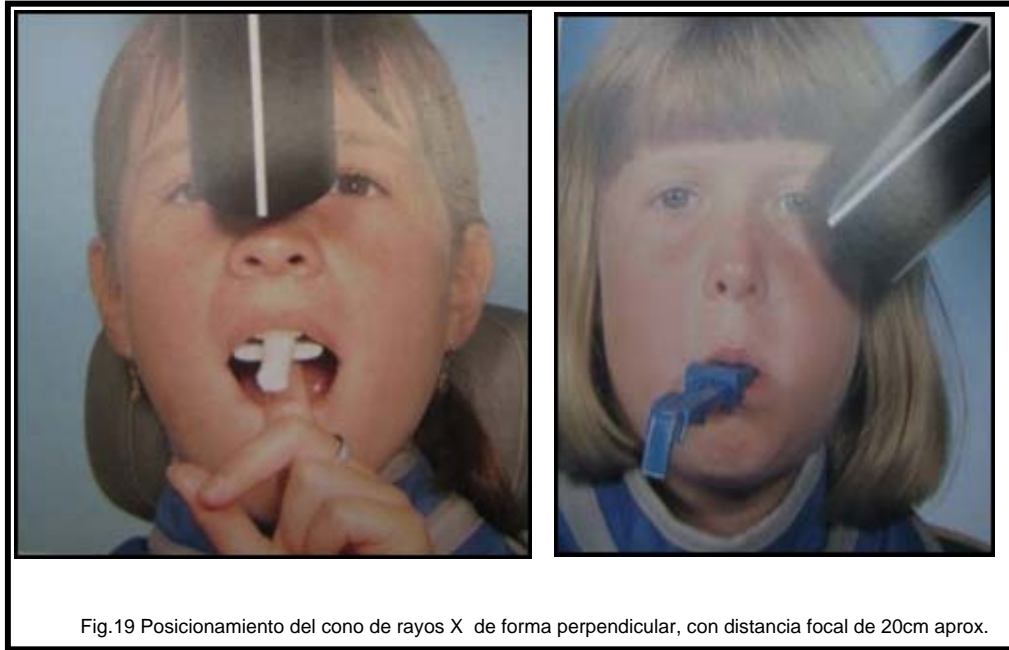 Fig.19 Posicionamiento del cono de rayos X de forma perpendicular, con distancia focal de 20cm aprox.